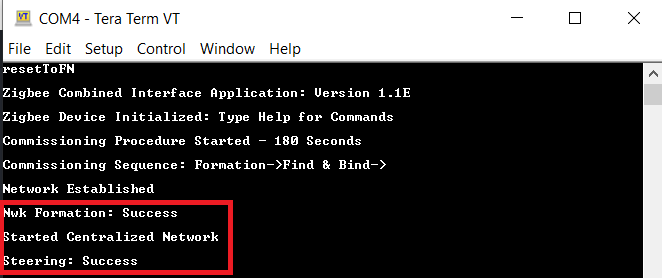 VT
COM4 - Tera Term VT
File Edit Setup Control Window Help
resetToFN
Zigbee Combined Interface Application: Version 1.1E
Zigbee Device Initialized: Type Help for Commands
Commissioning Procedure Started - 180 Seconds
Commissioning Sequence: Formation->Find & Bind->
Network Established
Nwk Formation: Success
Started Centralized Network
Steering: Success